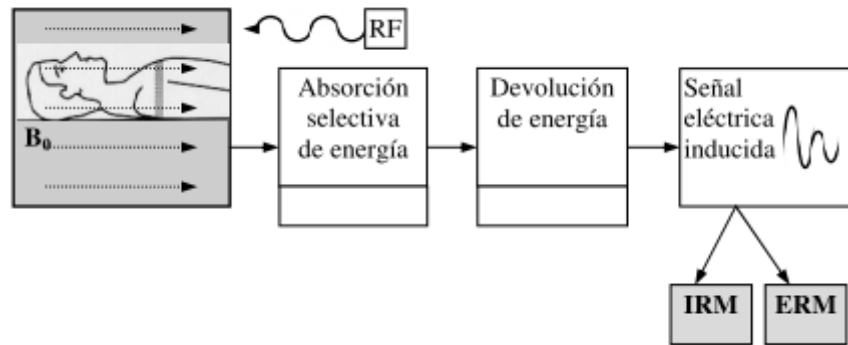 RF
B₀
Absorción
selectiva
de energía
Devolución
de energía
Señal
eléctrica
inducida
IRM
ERM